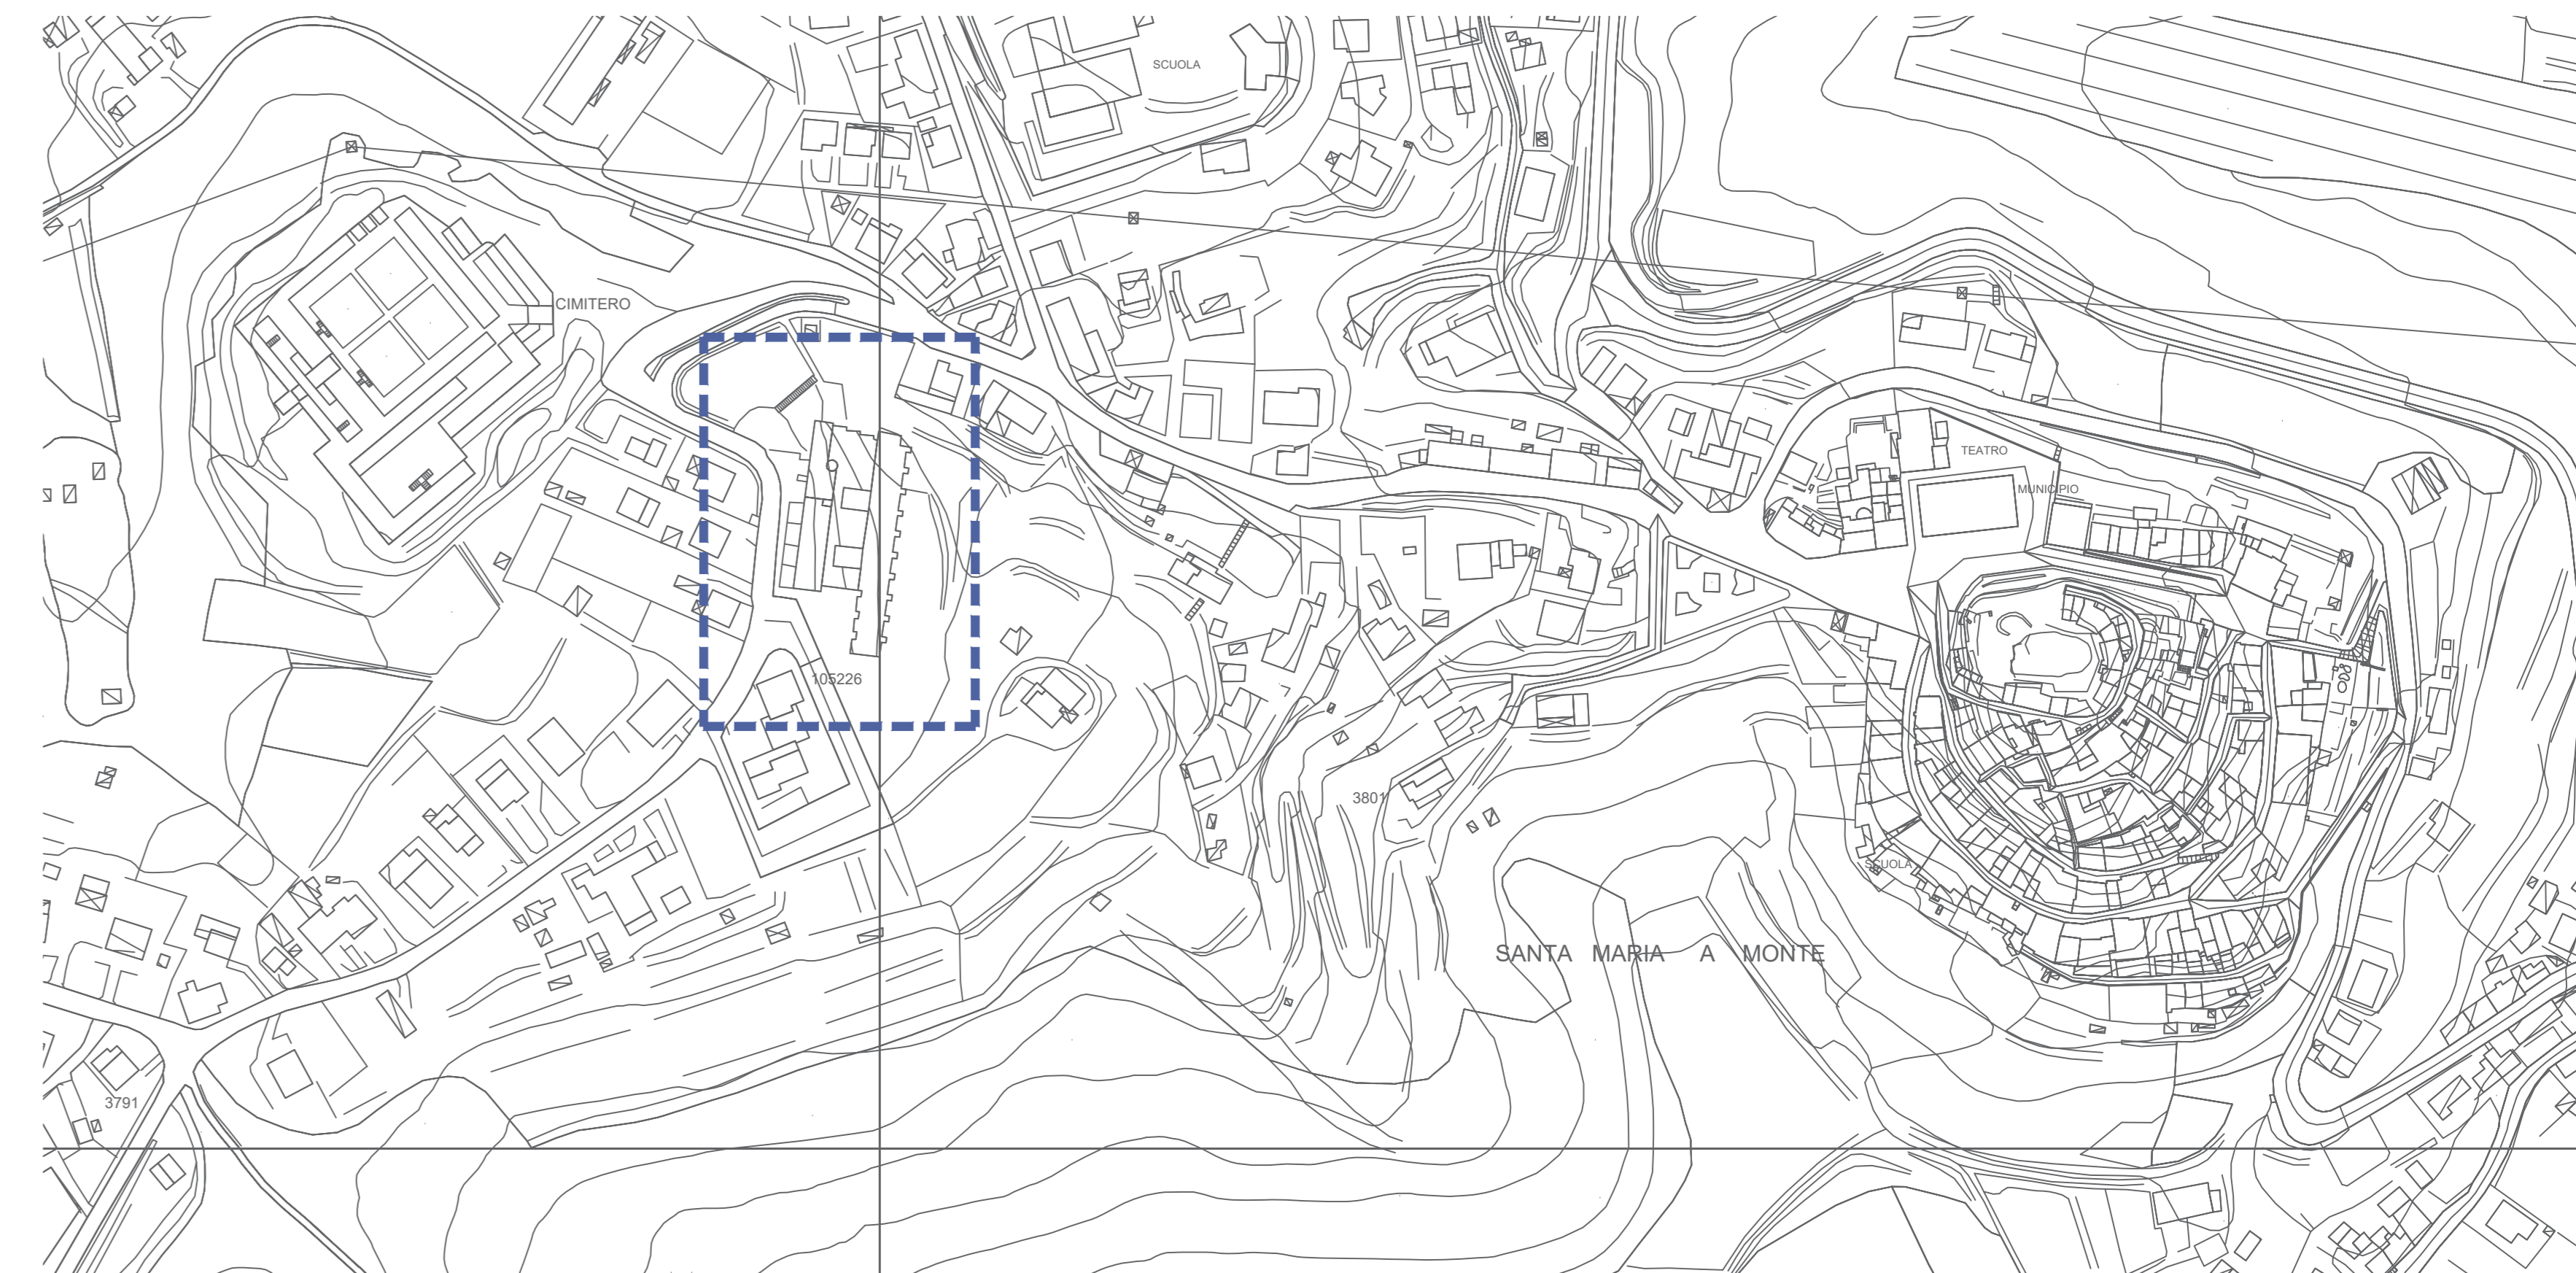 SCUOLA
CIMITERO
TEATRO
MUNICIPIO
105226
3801
SCUOLA
SANTA MARIA A MONTE
3791